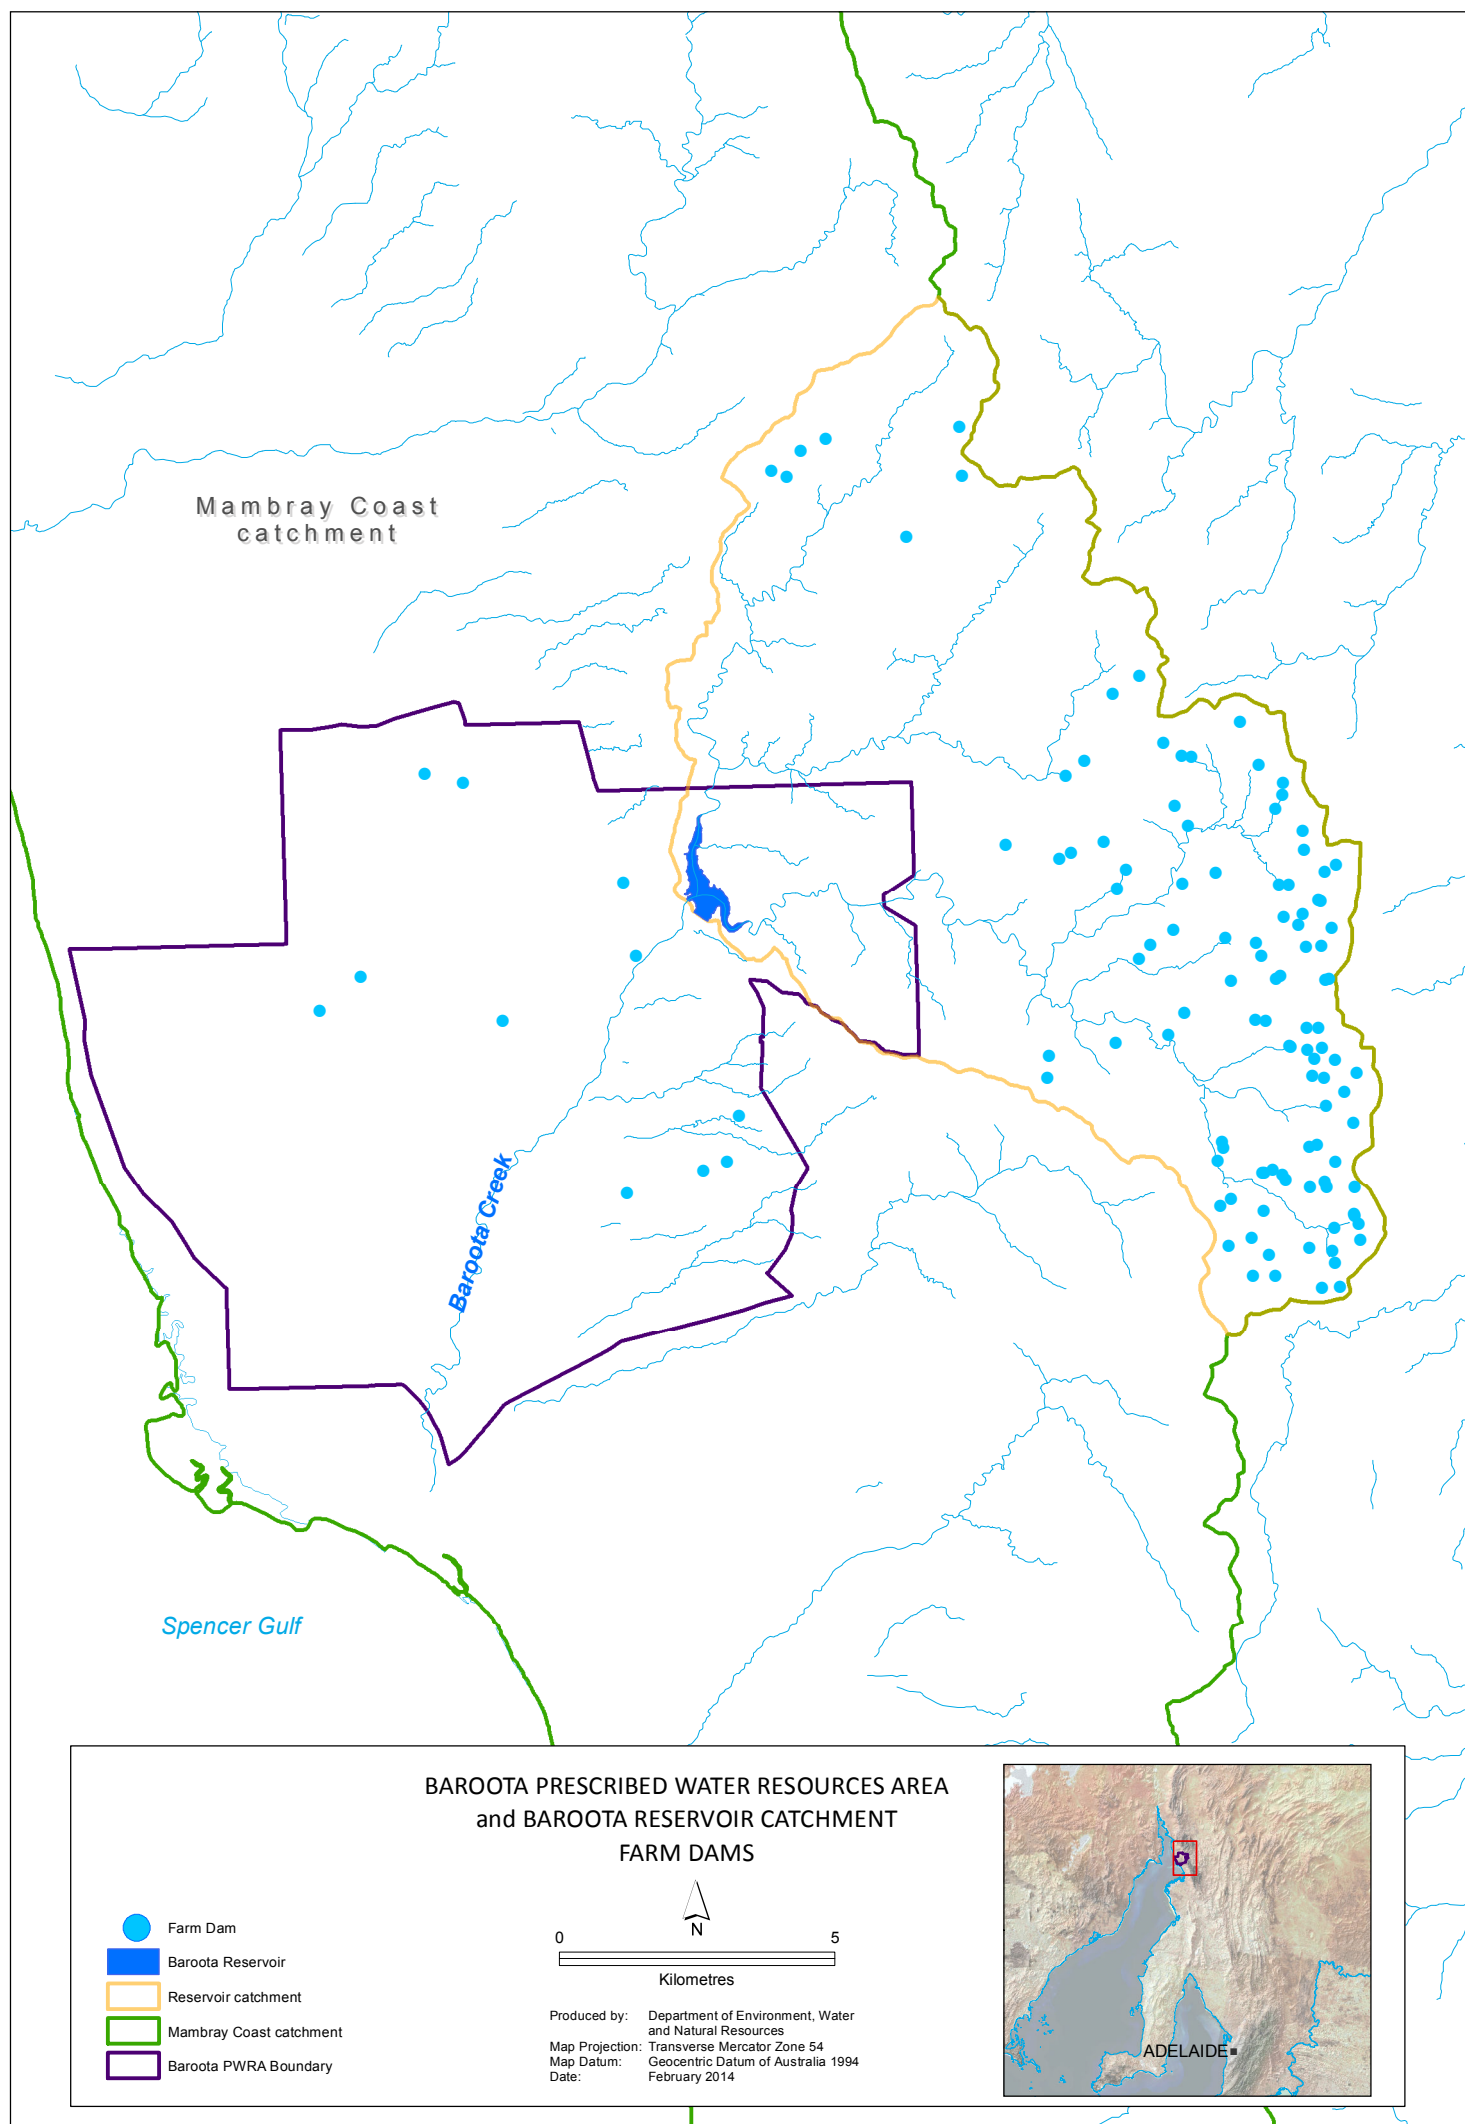 Mambray Coast
catchment
Baroota Creek
Spencer Gulf
BAROOTA PRESCRIBED WATER RESOURCES AREA
and BAROOTA RESERVOIR CATCHMENT
FARM DAMS
N
0 5
Kilometres
Farm Dam
Baroota Reservoir
Reservoir catchment
Mambray Coast catchment
Baroota PWRA Boundary
Produced by: Department of Environment, Water
and Natural Resources
Map Projection: Transverse Mercator Zone 54
Map Datum: Geocentric Datum of Australia 1994
Date: February 2014
ADELAIDE